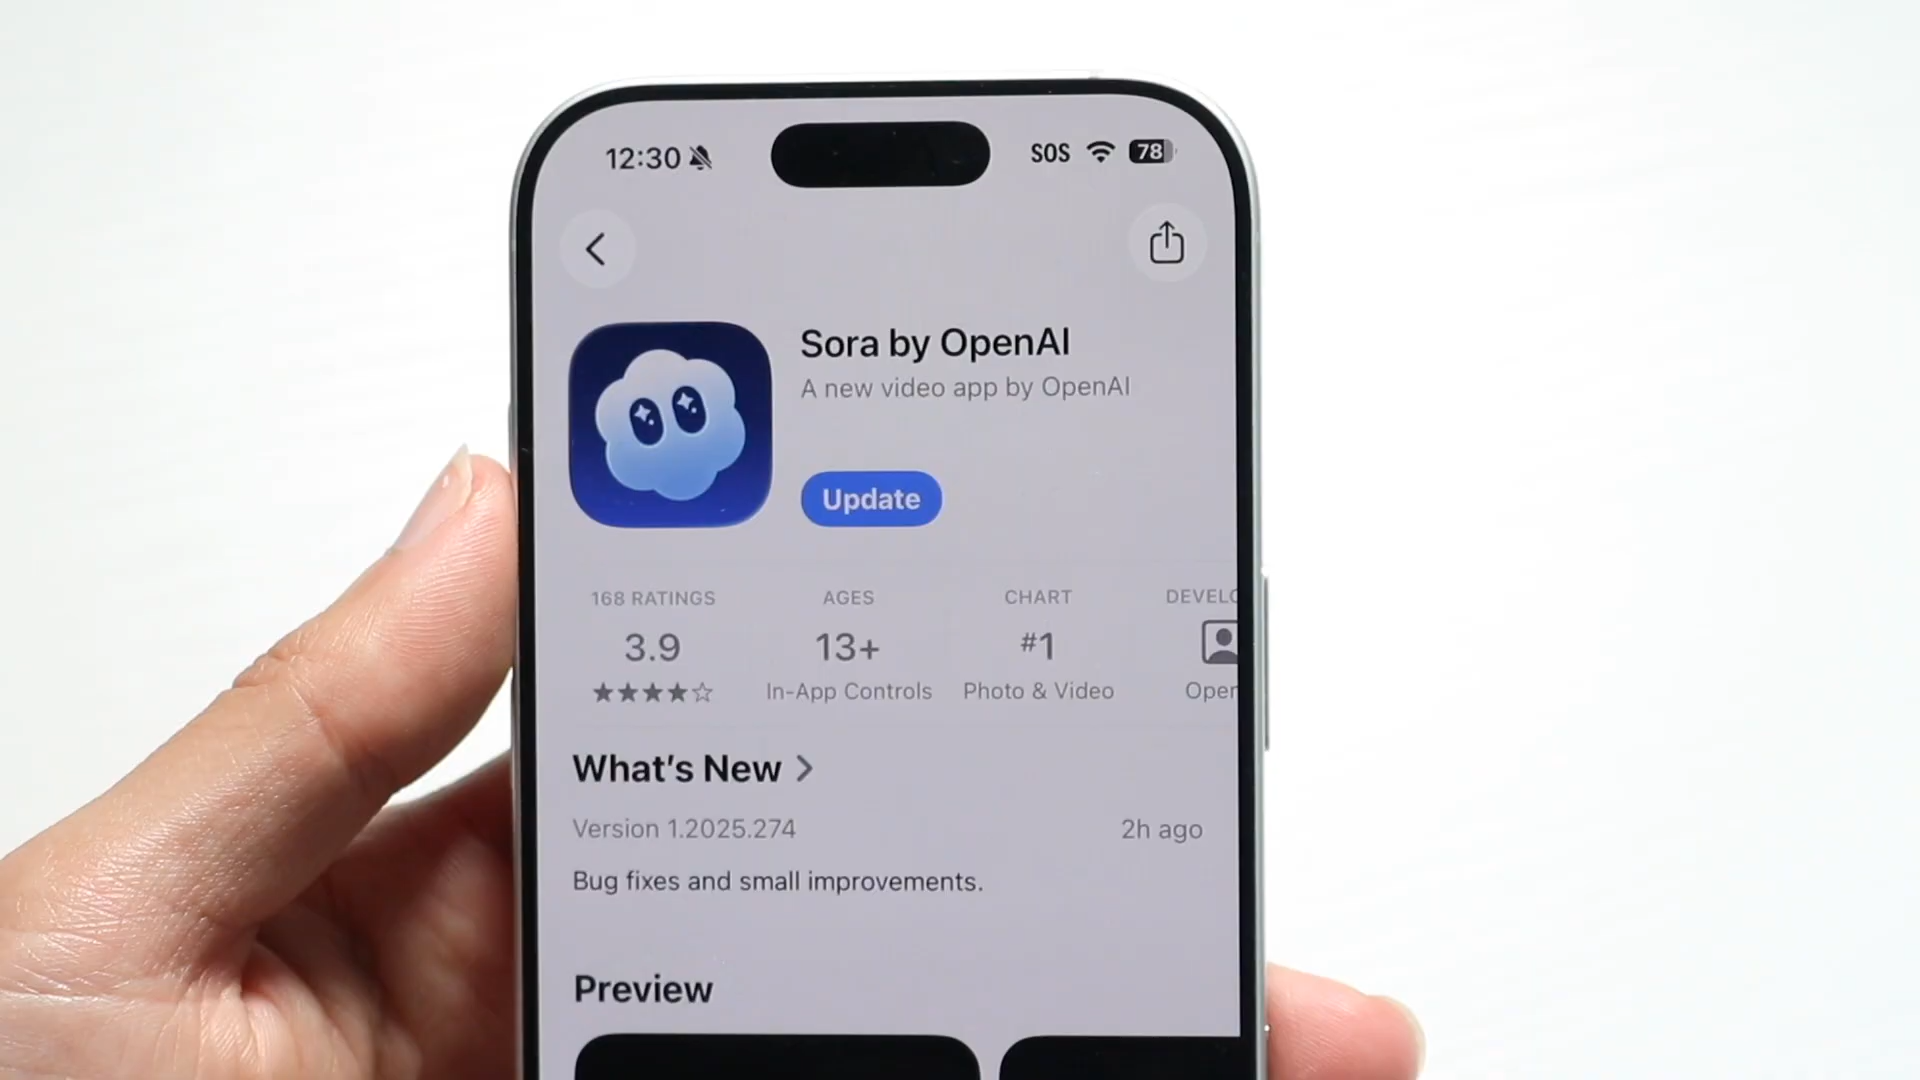 12:30
SOS 78
Sora by OpenAI
A new video app by OpenAI
Update
168 RATINGS AGES CHART DEVELO
3.9 13+ #1
In-App Controls Photo & Video Open
What's New
Version 1.2025.274 2h ago
Bug fixes and small improvements.
Preview